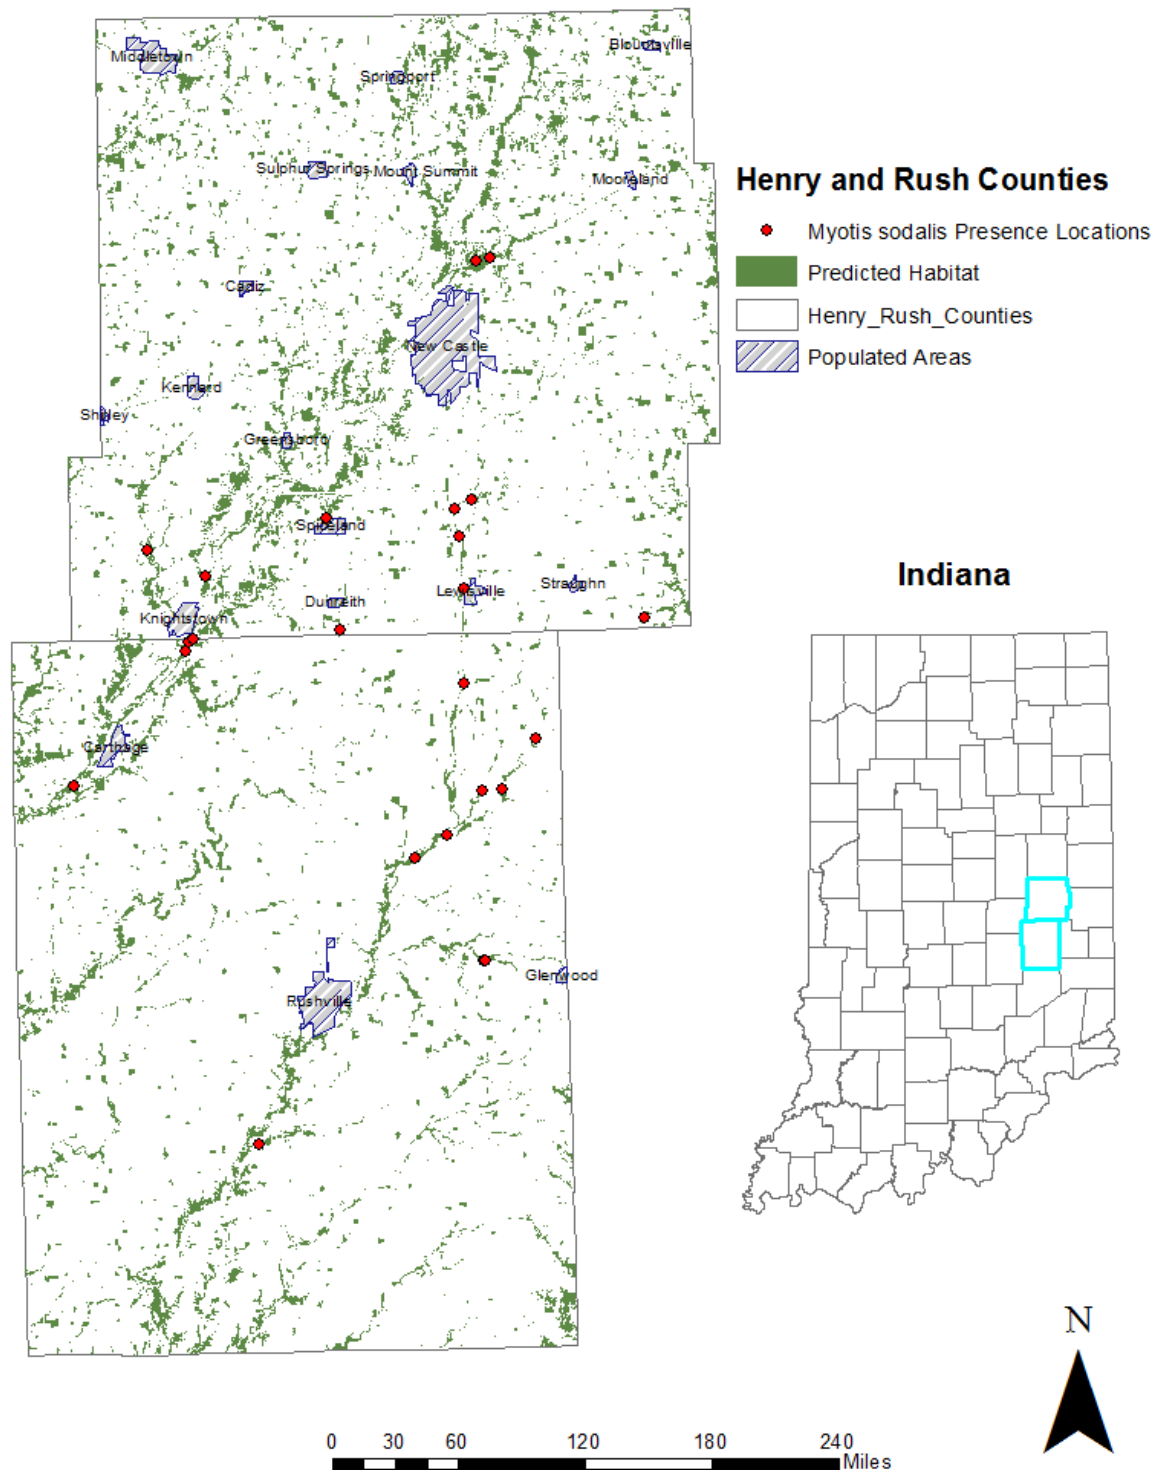 Middletown
Blountsville
Springport
Sulphur Springs
Mount Summit
Mooreland
Cadiz
New Castle
Kennard
Shirley
Greensboro
Spiceland
Straughn
Lewisville
Dunreith
Knightstown
Carthage
Glenwood
Rushville
Henry and Rush Counties
Myotis sodalis Presence Locations
Predicted Habitat
Henry_Rush_Counties
Populated Areas
Indiana
N
0 30 60 120 180 240
Miles